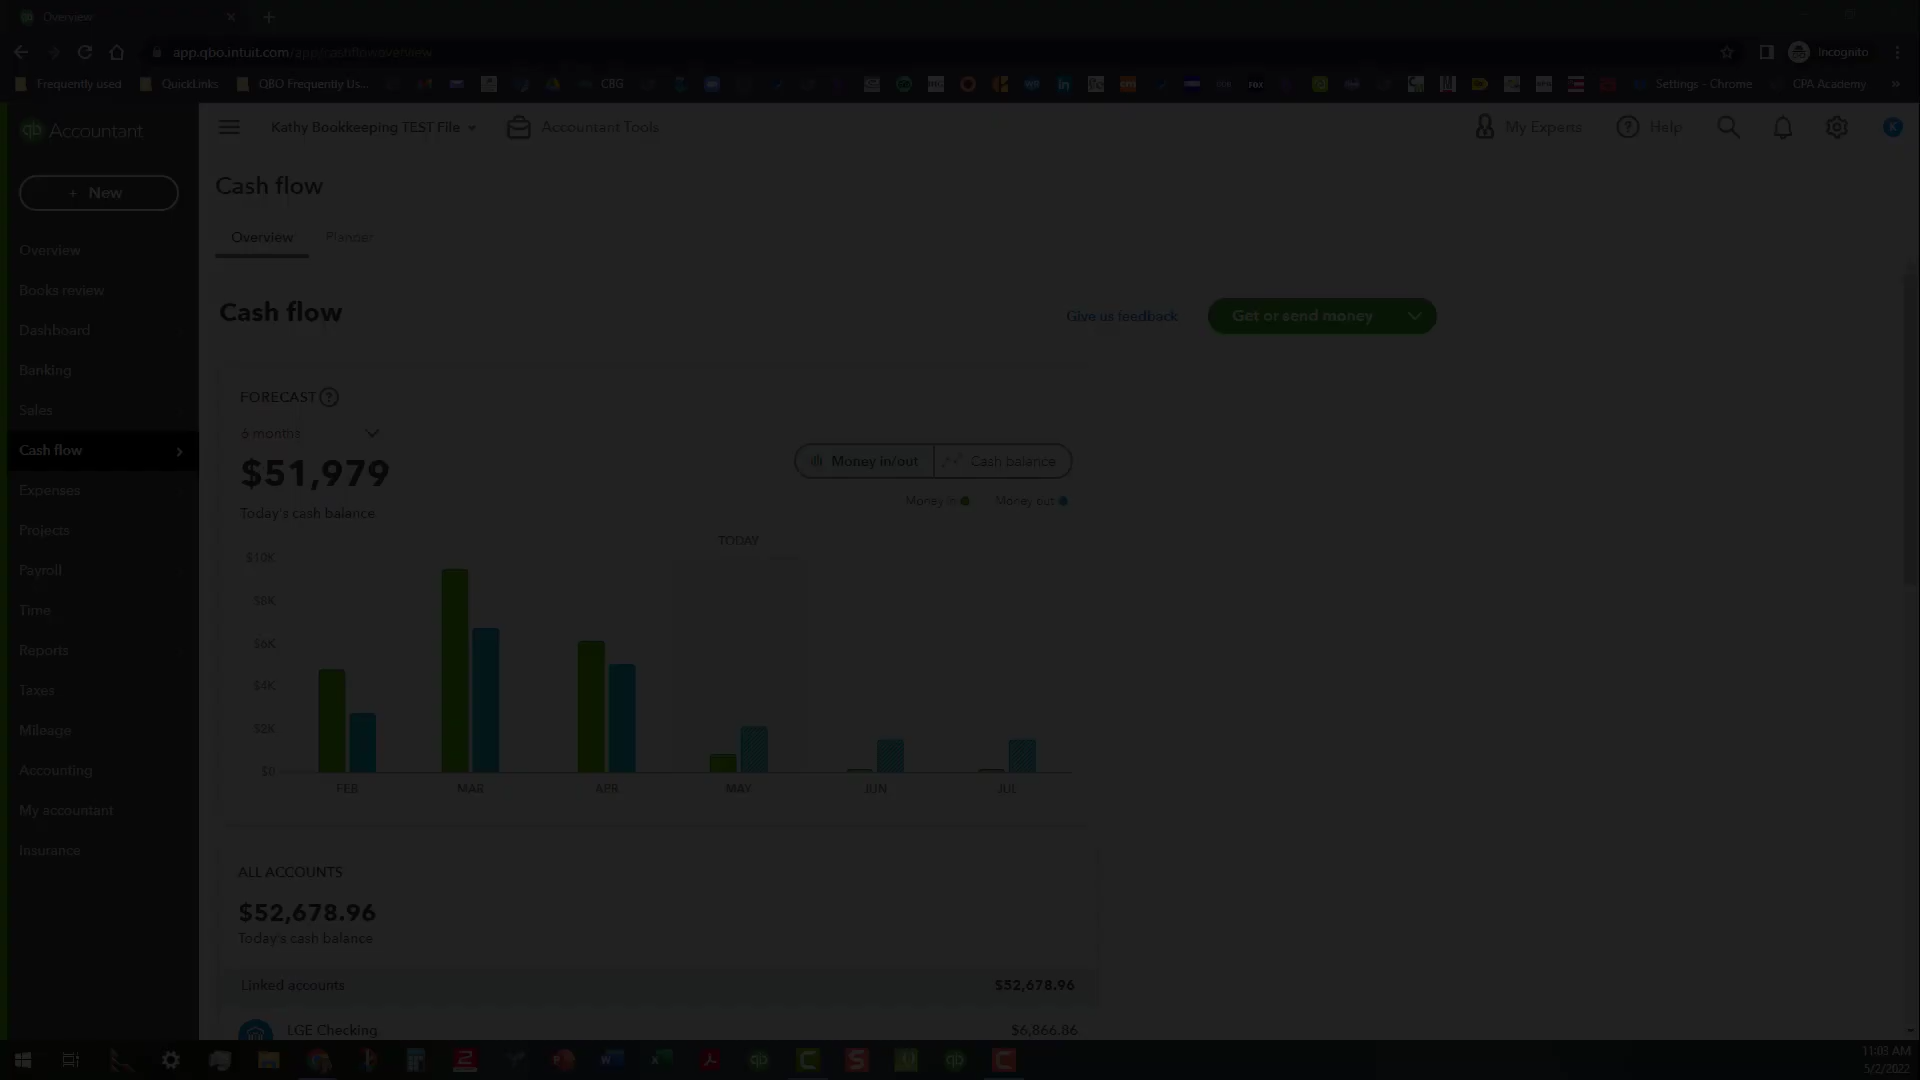 Overview
app.qbo.intuit.com/app/cashflowoverview
Incognito
Frequently used
QuickLinks
QBO Frequently Us...
CBG
Settings - Chrome
CPA Academy
qb Accountant
Kathy Bookkeeping TEST File
Accountant Tools
My Experts
Help
+ New
Cash flow
Overview
Planner
Overview
Books review
Dashboard
Banking
Sales
Cash flow
Expenses
Projects
Payroll
Time
Reports
Taxes
Mileage
Accounting
My accountant
Insurance
Cash flow
Give us feedback
Get or send money
FORECAST
6 months
$51,979
Today's cash balance
Money in/out
Cash balance
Money in
Money out
TODAY
$10K
$8K
$6K
$4K
$2K
$0
FEB
MAR
APR
MAY
JUN
JUL
ALL ACCOUNTS
$52,678.96
Today's cash balance
Linked accounts
$52,678.96
LGE Checking
$6,866.86
11:03 AM
5/2/2022